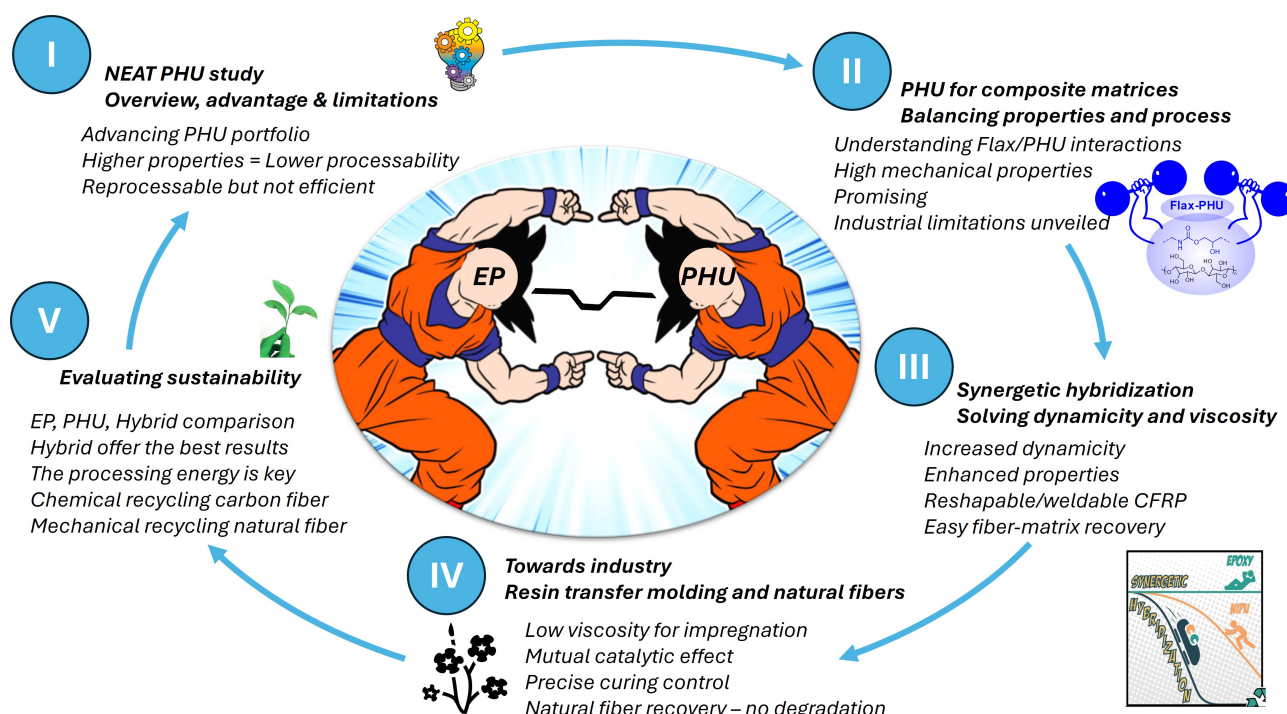 I
NEAT PHU study
Overview, advantage & limitations
Advancing PHU portfolio
Higher properties = Lower processability
Reprocessable but not efficient
II
PHU for composite matrices
Balancing properties and process
Understanding Flax/PHU interactions
High mechanical properties
Promising
Industrial limitations unveiled
Flax-PHU
EP
PHU
III
Synergetic hybridization
Solving dynamicity and viscosity
Increased dynamicity
Enhanced properties
Reshapable/weldable CFRP
Easy fiber-matrix recovery
EPOXY
SYNERGETIC
HYBRIDIZATION
NIPU
IV
Towards industry
Resin transfer molding and natural fibers
Low viscosity for impregnation
Mutual catalytic effect
Precise curing control
Natural fiber recovery – no degradation
V
Evaluating sustainability
EP, PHU, Hybrid comparison
Hybrid offer the best results
The processing energy is key
Chemical recycling carbon fiber
Mechanical recycling natural fiber